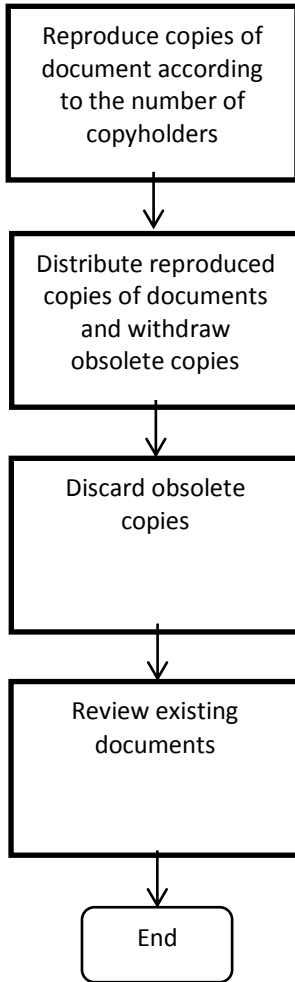 Reproduce copies of
document according
to the number of
copyholders
Distribute reproduced
copies of documents
and withdraw
obsolete copies
Discard obsolete
copies
Review existing
documents
End